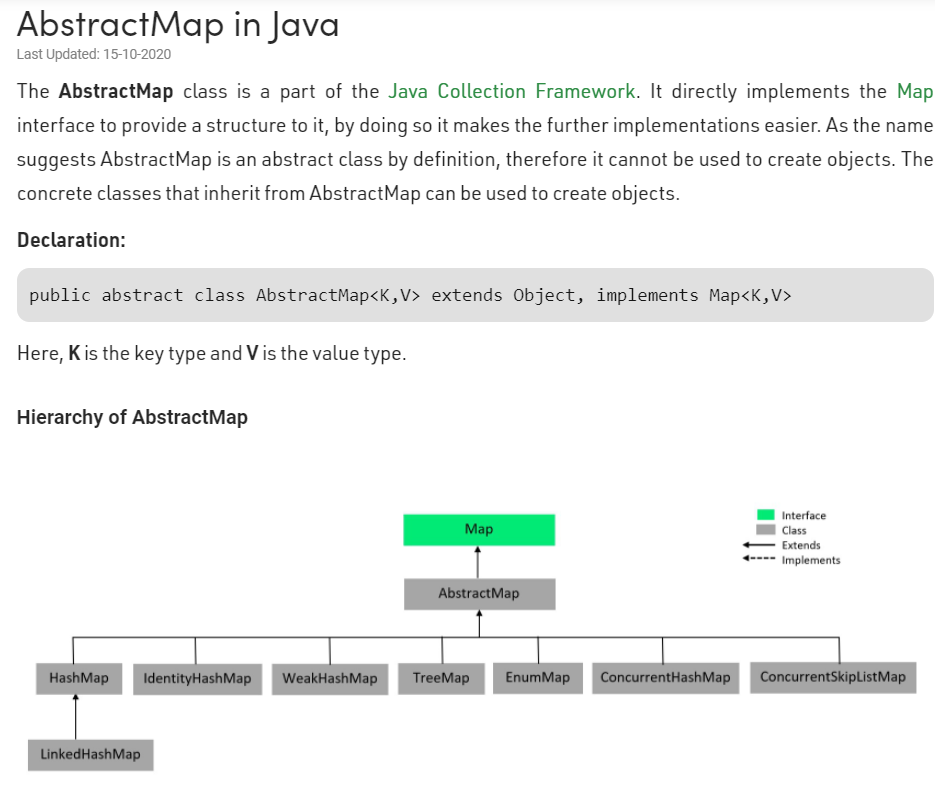 AbstractMap in Java
Last Updated: 15-10-2020
The AbstractMap class is a part of the Java Collection Framework. It directly implements the Map
interface to provide a structure to it, by doing so it makes the further implementations easier. As the name
suggests AbstractMap is an abstract class by definition, therefore it cannot be used to create objects. The
concrete classes that inherit from AbstractMap can be used to create objects.
Declaration:
public abstract class AbstractMap<K,V> extends Object, implements Map<K,V>
Here, K is the key type and V is the value type.
Hierarchy of AbstractMap
Map
Interface
Class
Extends
Implements
AbstractMap
HashMap
IdentityHashMap
WeakHashMap
TreeMap
EnumMap
ConcurrentHashMap
ConcurrentSkipListMap
LinkedHashMap